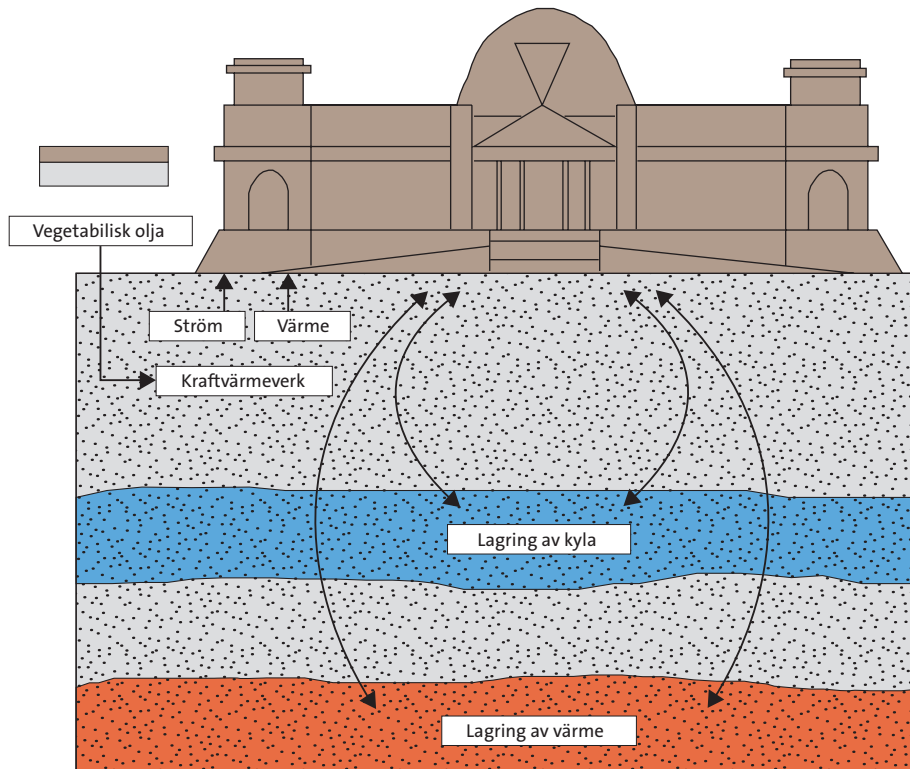 Vegetabilisk olja
Ström
Värme
Kraftvärmeverk
Lagring av kyla
Lagring av värme